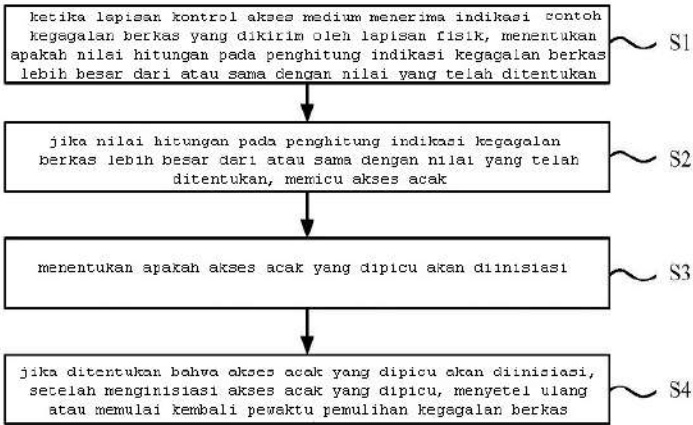 ketika lapisan kontrol akses medium menerima indikasi contoh
kegagalan berkas yang dikirim oleh lapisan fisik, menentukan
apakah nilai hitungan pada penghitung indikasi kegagalan berkas
lebih besar dari atau sama dengan nilai yang telah ditentukan
S1
jika nilai hitungan pada penghitung indikasi kegagalan
berkas lebih besar dari atau sama dengan nilai yang telah
ditentukan, memicu akses acak
S2
menentukan apakah akses acak yang dipicu akan diinisiasi
S3
jika ditentukan bahwa akses acak yang dipicu akan diinisiasi,
setelah menginisiasi akses acak yang dipicu, menyetel ulang
atau memulai kembali pewaktu pemulihan kegagalan berkas
S4